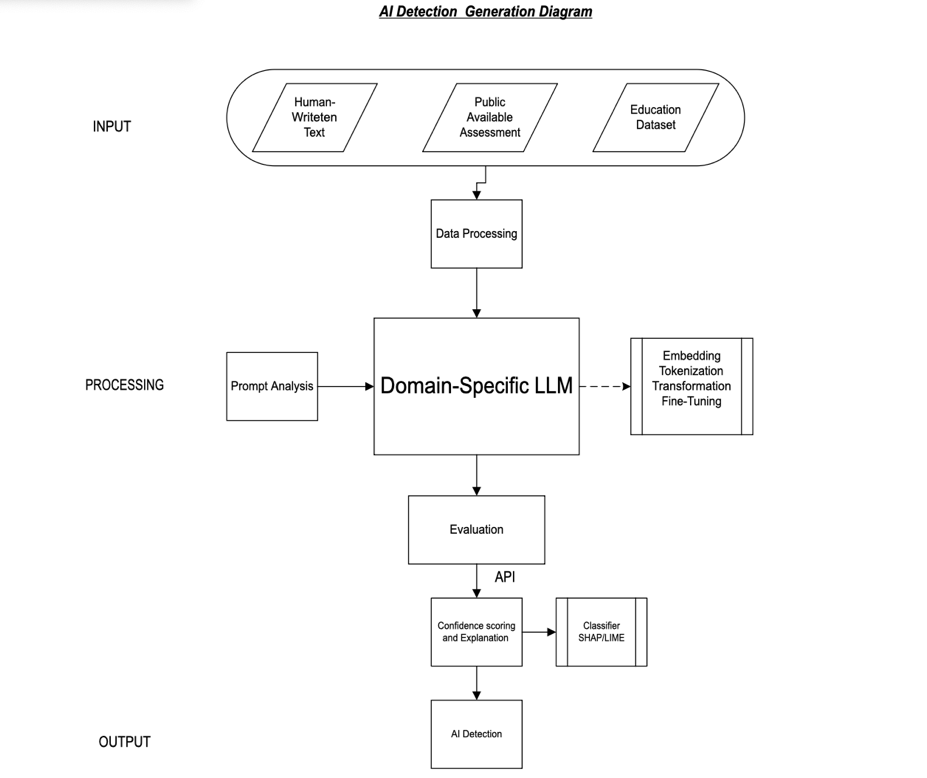 AI Detection  Generation Diagram
INPUT
Human-
Writeten
Text
Public
Available
Assessment
Education
Dataset
Data Processing
PROCESSING
Prompt Analysis
Domain-Specific LLM
Embedding
Tokenization
Transformation
Fine-Tuning
Evaluation
API
Confidence scoring
and Explanation
Classifier
SHAP/LIME
OUTPUT
AI Detection